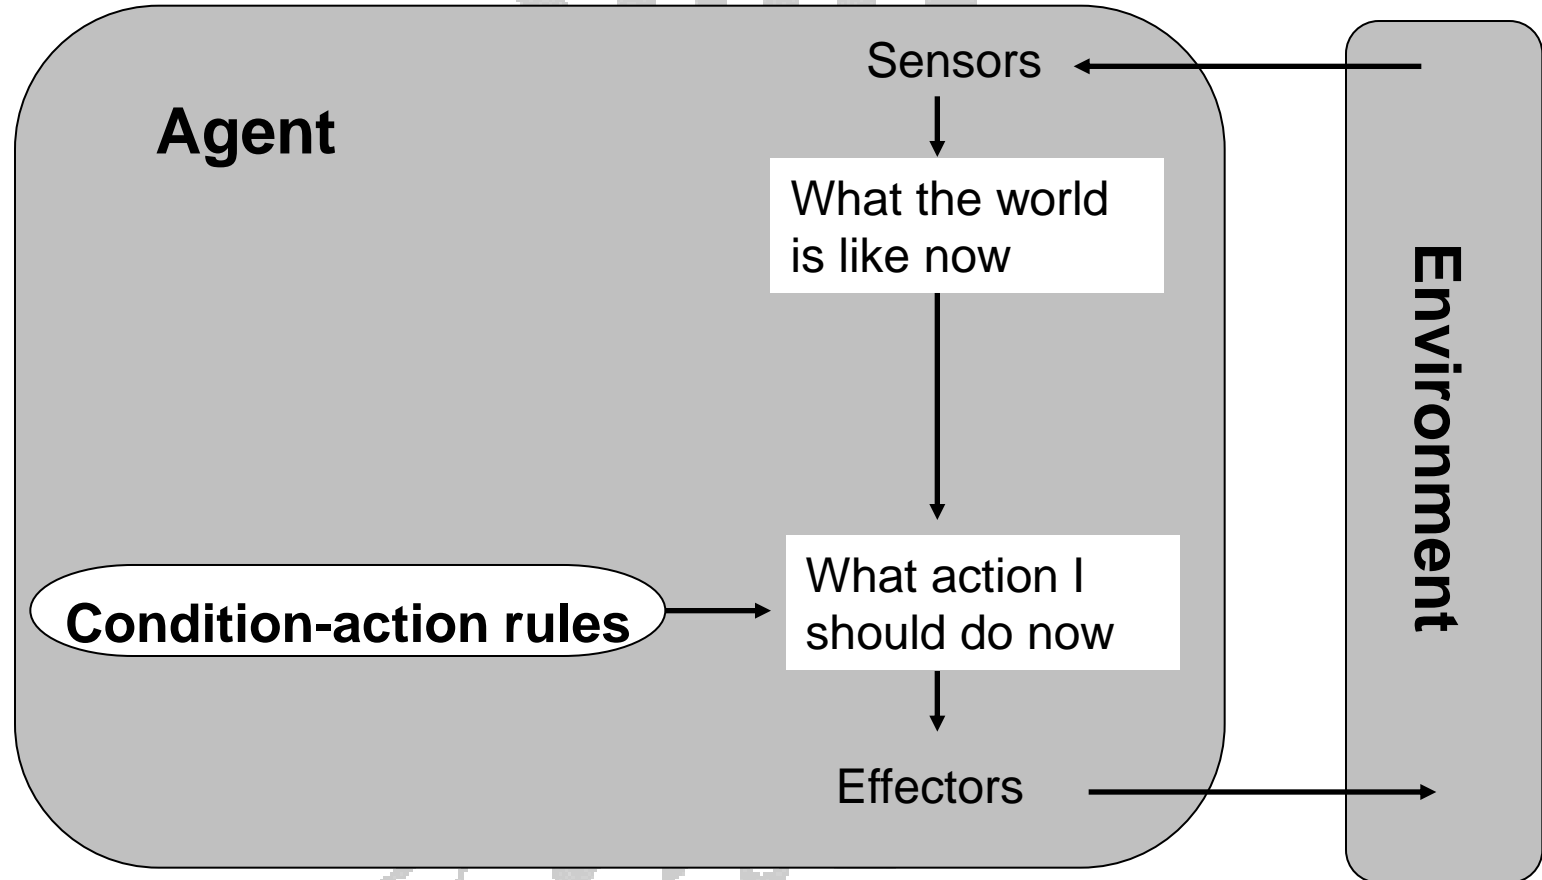 Sensors
Agent
What the world
is like now
Environment
Condition-action rules
What action I
should do now
Effectors